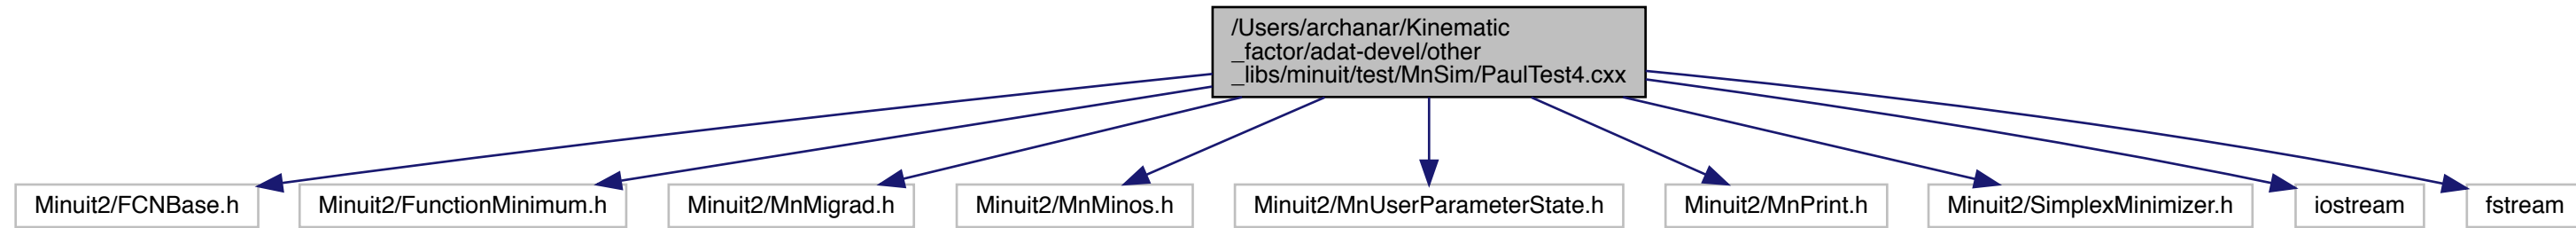 /Users/archanar/Kinematic
_factor/adat-devel/other
_libs/minuit/test/MnSim/PaulTest4.cxx
Minuit2/FCNBase.h
Minuit2/FunctionMinimum.h
Minuit2/MnMigrad.h
Minuit2/MnMinos.h
Minuit2/MnUserParameterState.h
Minuit2/MnPrint.h
Minuit2/SimplexMinimizer.h
iostream
fstream